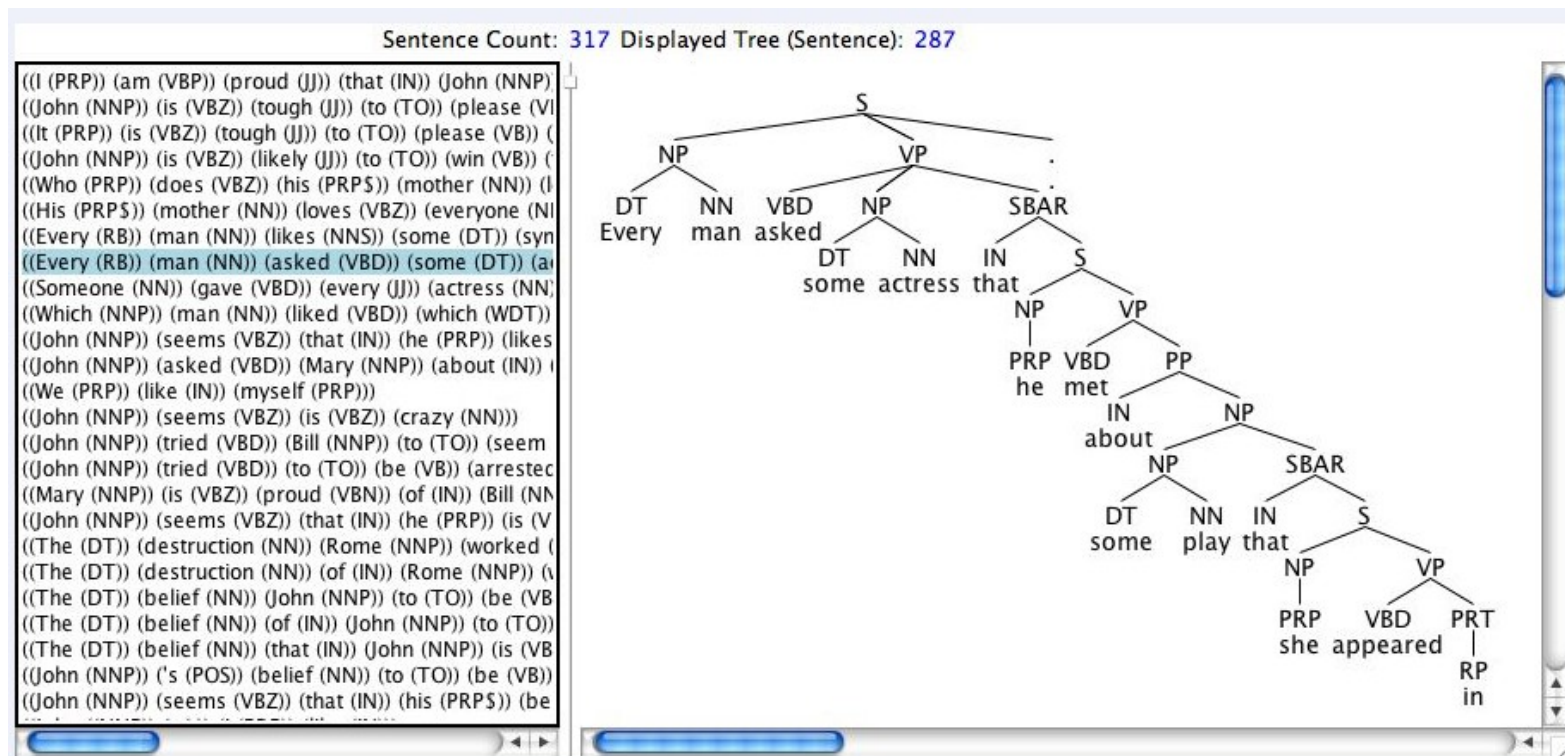 Sentence Count: 317 Displayed Tree (Sentence): 287
((I (PRP)) (am (VBP)) (proud (JJ)) (that (IN)) (John (NNP)
((John (NNP)) (is (VBZ)) (tough (JJ)) (to (TO)) (please (VI
((It (PRP)) (is (VBZ)) (tough (JJ)) (to (TO)) (please (VB)) (
((John (NNP)) (is (VBZ)) (likely (JJ)) (to (TO)) (win (VB)) (
((Who (PRP)) (does (VBZ)) (his (PRP$)) (mother (NN)) (l
((His (PRP$)) (mother (NN)) (loves (VBZ)) (everyone (NI
((Every (RB)) (man (NN)) (likes (NNS)) (some (DT)) (syn
((Every (RB)) (man (NN)) (asked (VBD)) (some (DT)) (a
((Someone (NN)) (gave (VBD)) (every (JJ)) (actress (NN)
((Which (NNP)) (man (NN)) (liked (VBD)) (which (WDT))
((John (NNP)) (seems (VBZ)) (that (IN)) (he (PRP)) (likes
((John (NNP)) (asked (VBD)) (Mary (NNP)) (about (IN)) (
((We (PRP)) (like (IN)) (myself (PRP)))
((John (NNP)) (seems (VBZ)) (is (VBZ)) (crazy (NN)))
((John (NNP)) (tried (VBD)) (Bill (NNP)) (to (TO)) (seem
((John (NNP)) (tried (VBD)) (to (TO)) (be (VB)) (arrested
((Mary (NNP)) (is (VBZ)) (proud (VBN)) (of (IN)) (Bill (NN
((John (NNP)) (seems (VBZ)) (that (IN)) (he (PRP)) (is (V
((The (DT)) (destruction (NN)) (Rome (NNP)) (worked (
((The (DT)) (destruction (NN)) (of (IN)) (Rome (NNP)) (
((The (DT)) (belief (NN)) (John (NNP)) (to (TO)) (be (VB
((The (DT)) (belief (NN)) (of (IN)) (John (NNP)) (to (TO))
((The (DT)) (belief (NN)) (that (IN)) (John (NNP)) (is (VB
((John (NNP)) ('s (POS)) (belief (NN)) (to (TO)) (be (VB))
((John (NNP)) (seems (VBZ)) (that (IN)) (his (PRP$)) (be
S
NP VP .
DT NN VBD NP SBAR .
Every man asked
DT NN IN S
some actress that
NP VP
PRP VBD PP
he met
IN NP
about
NP SBAR
DT NN IN S
some play that
NP VP
PRP VBD PRT
she appeared
RP
in